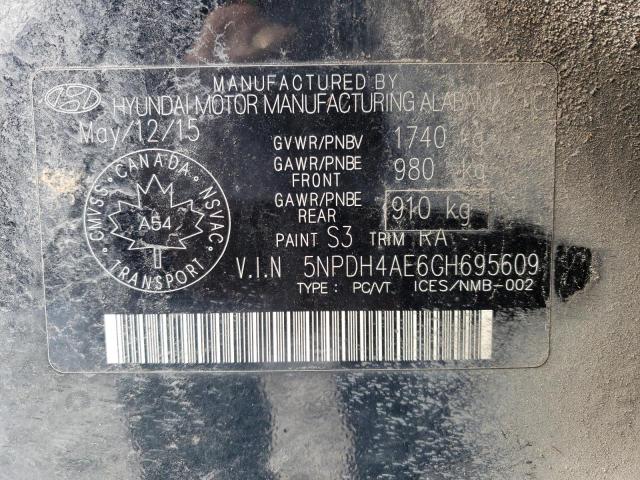 MANUFACTURED BY
HYUNDAI MOTOR MANUFACTURING ALABAMA
May/12/15
GVWR/PNBV 1740 kg
GAWR/PNBE FRONT 980 kg
GAWR/PNBE REAR 910 kg
PAINT S3 TRIM RA
V.I.N 5NPDH4AE6GH695609
TYPE: PC/VT ICES/NMB-002
CMVSS · CANADA · NSVAC
A54
TRANSPORT